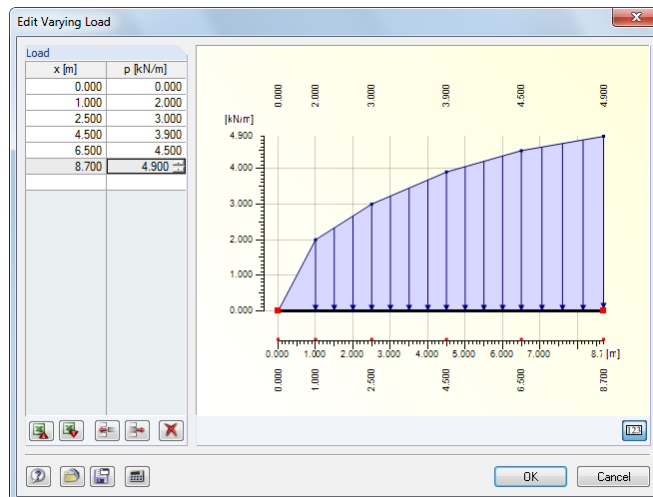 Edit Varying Load
Load
x [m] p [kN/m]
0.000 0.000
1.000 2.000
2.500 3.000
4.500 3.900
6.500 4.500
8.700 4.900
0.000 2.000 3.000 3.900 4.500 4.900
[kN/m]
4.900
4.000
3.000
2.000
1.000
0.000
0.000 1.000 2.000 3.000 4.000 5.000 6.000 7.000 8.7 [m]
0.000 1.000 2.500 4.500 6.500 8.700
123
OK Cancel